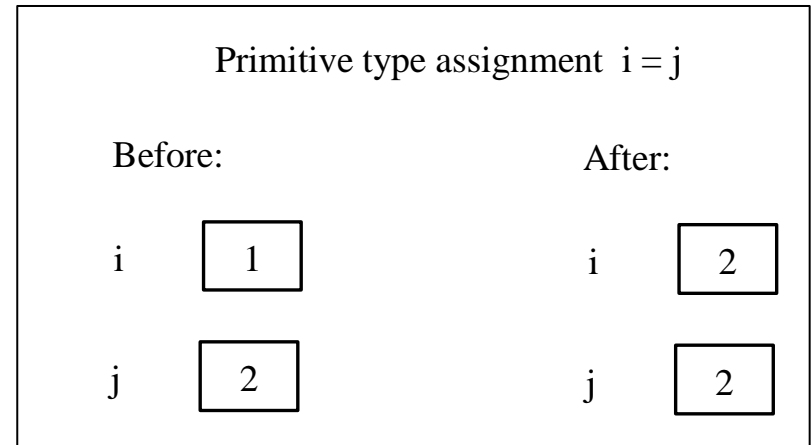 Primitive type assignment i = j
Before: After:
i 1 i 2
j 2 j 2